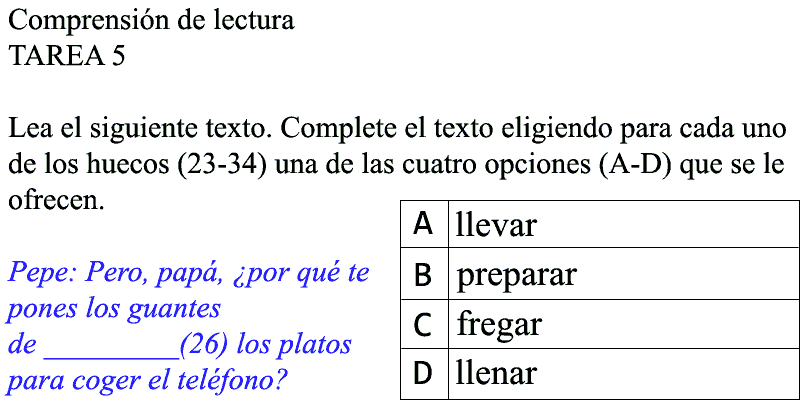 Comprensión de lectura
TAREA 5
Lea el siguiente texto. Complete el texto eligiendo para cada uno
de los huecos (23-34) una de las cuatro opciones (A-D) que se le
ofrecen.
Pepe: Pero, papá, ¿por qué te
pones los guantes
de _________(26) los platos
para coger el teléfono?
A llevar
B preparar
C fregar
D llenar